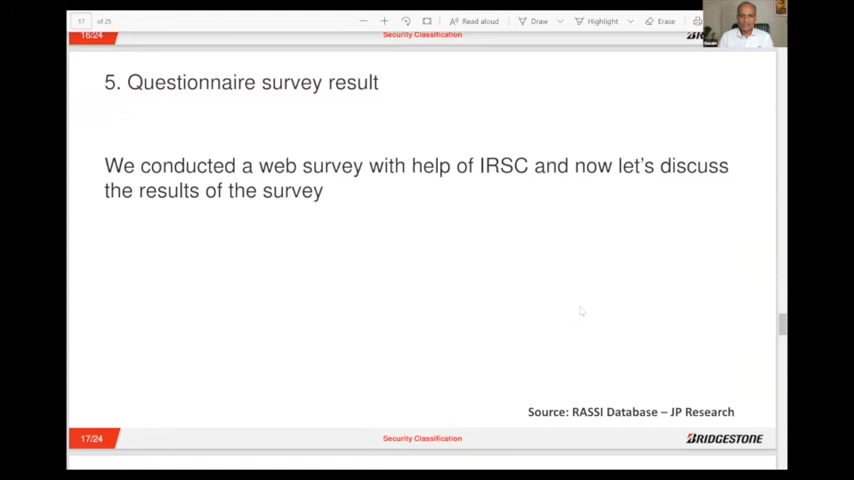 17 of 25 Read aloud Draw Highlight Erase
16/24 Security Classification
5. Questionnaire survey result
We conducted a web survey with help of IRSC and now let's discuss
the results of the survey
Source: RASSI Database – JP Research
17/24 Security Classification BRIDGESTONE